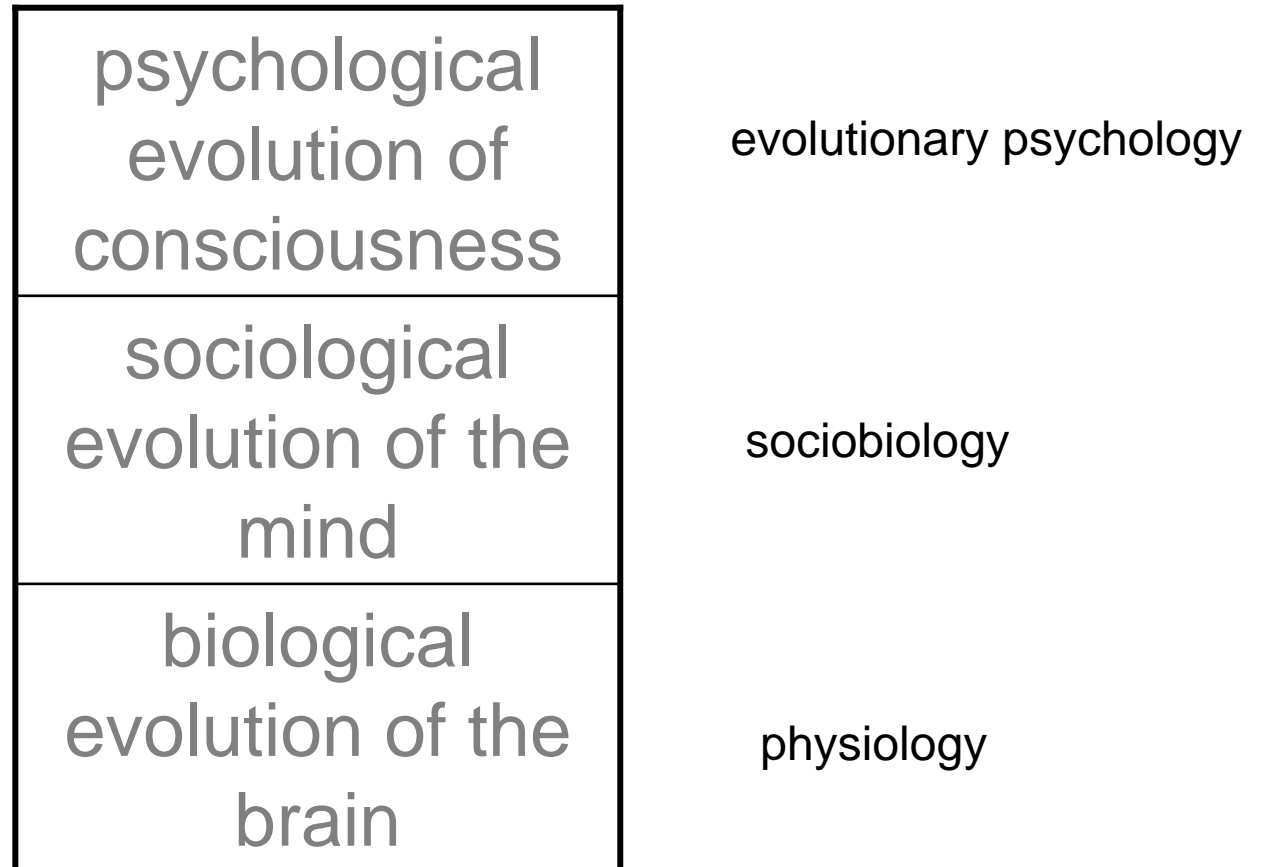 psychological
evolution of
consciousness
evolutionary psychology
sociological
evolution of the
mind
sociobiology
biological
evolution of the
brain
physiology